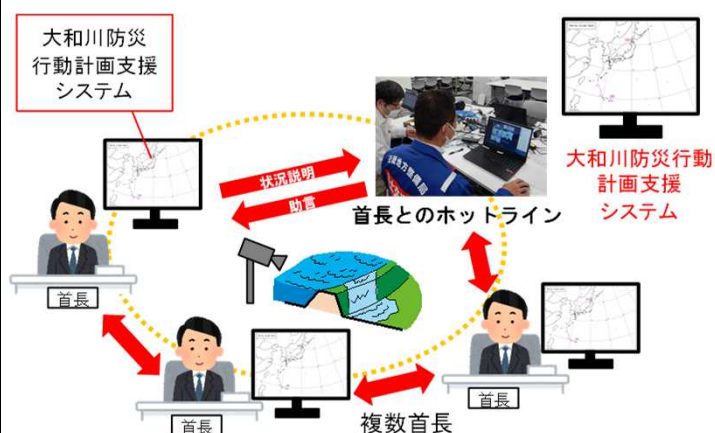 大和川防災
行動計画支援
システム
状況説明
助言
首長とのホットライン
大和川防災行動
計画支援
システム
首長
首長
首長
複数首長